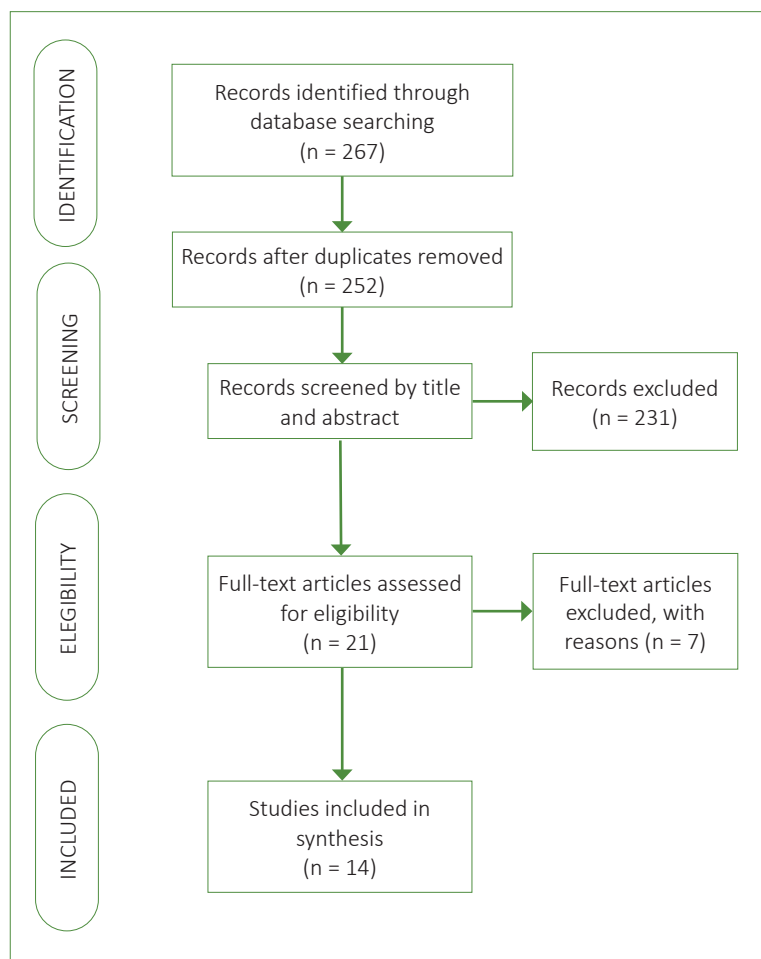 IDENTIFICATION
Records identified through
database searching
(n = 267)
Records after duplicates removed
(n = 252)
SCREENING
Records screened by title
and abstract
Records excluded
(n = 231)
ELEGIBILITY
Full-text articles assessed
for eligibility
(n = 21)
Full-text articles
excluded, with
reasons (n = 7)
INCLUDED
Studies included in
synthesis
(n = 14)